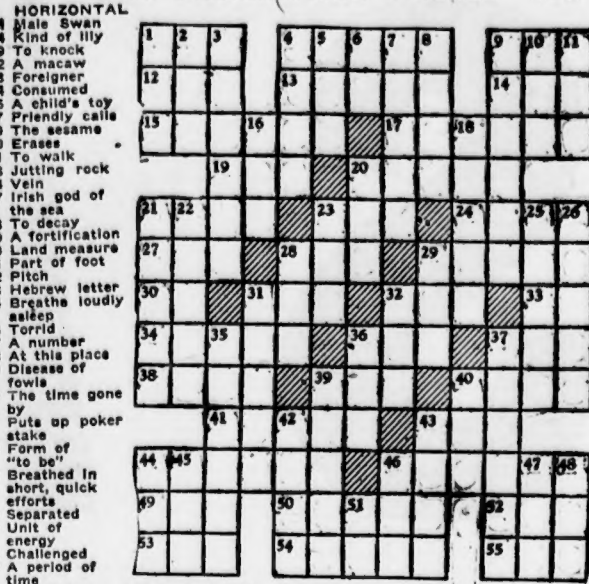 HORIZONTAL
Male Swan
Kind of lily
To knock
A macaw
Foreigner
Consumed
A child's toy
Friendly calls
The sesame
Erases
To walk
Jutting rock
Vein
Irish god of
the sea
To decay
A fortification
Land measure
Part of foot
Pitch
Hebrew letter
Breathe loudly
asleep
Torrid
A number
At this place
Disease of
fowls
The time gone
by
Puts up poker
stake
Form of
"to be"
Breathed in
short, quick
efforts
Separated
Unit of
energy
Challenged
A period of
time
1 2 3 4 5 6 7 8 9 10 11
12 13 14
15 16 17 18
19 20
21 22 23 24 25 26
27 28 29
30 31 32 33
34 35 36 37
38 39 40
41 42 43
44 45 46 47 48
49 50 51 52
53 54 55